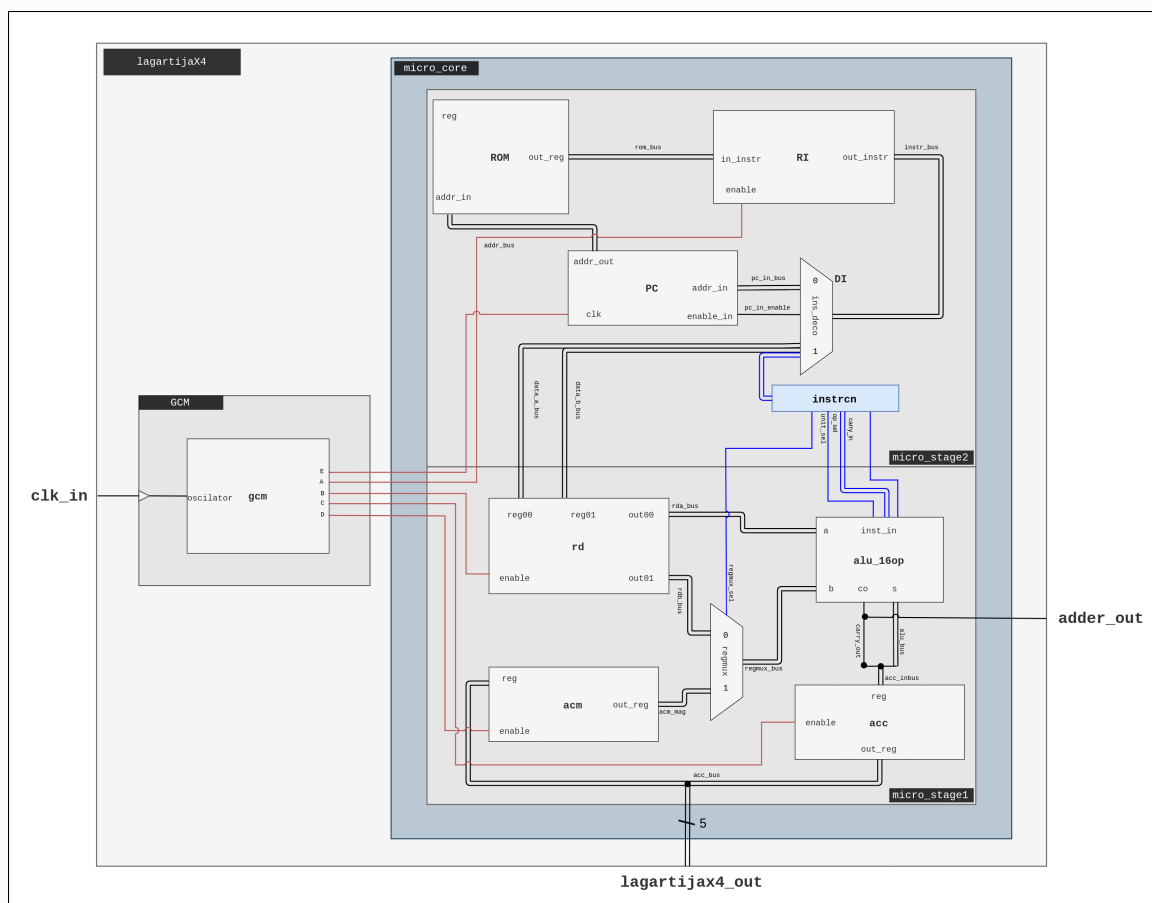 lagartijaX4
micro_core
reg
ROM
out_reg
addr_in
rom_bus
in_instr
RI
out_instr
enable
instr_bus
addr_bus
addr_out
PC
addr_in
clk
enable_in
pc_in_bus
pc_in_enable
0
DI
ins_deco
1
data_a_bus
data_b_bus
instrcn
unit_sel
op_sel
carry_in
micro_stage2
GCM
clk_in
oscilator
gcm
E
A
B
C
D
reg00
reg01
out00
rd
enable
out01
rda_bus
rdb_bus
regmux_sel
a
inst_in
alu_16op
b
co
s
adder_out
carry_out
alu_bus
0
regmux
1
regmux_bus
acc_inbus
reg
acm
out_reg
enable
acm_mag
reg
enable
acc
out_reg
acc_bus
micro_stage1
5
lagartijax4_out